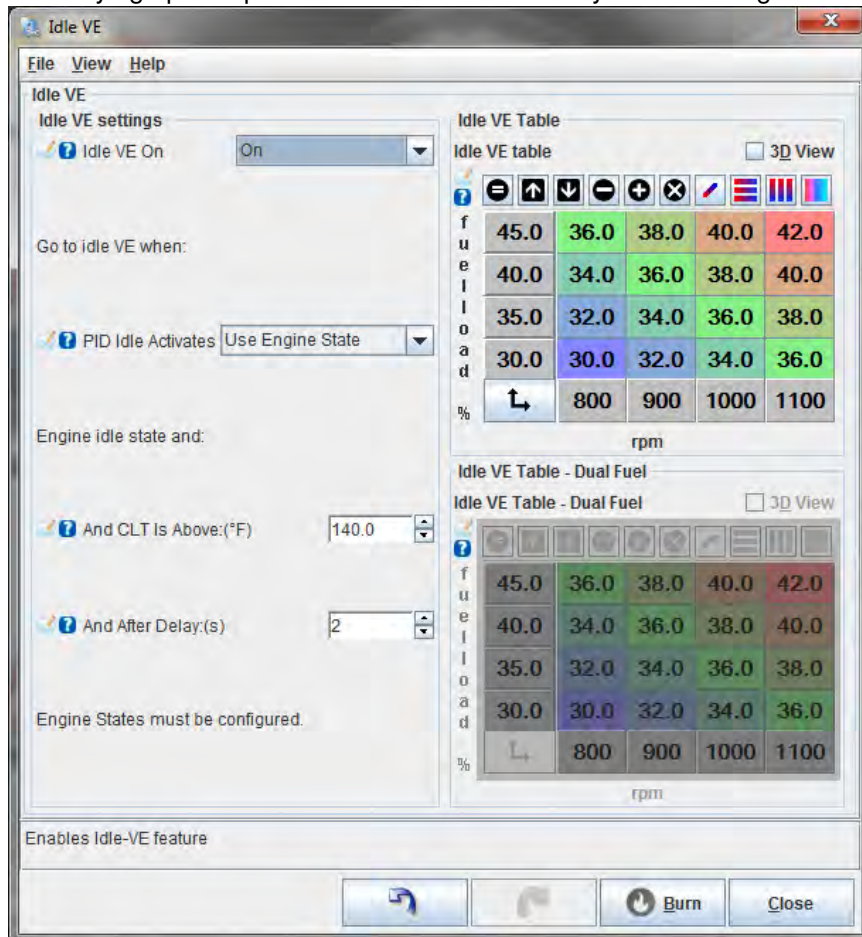 Idle VE
File View Help
Idle VE
Idle VE settings
Idle VE On On
Go to idle VE when:
PID Idle Activates Use Engine State
Engine idle state and:
And CLT Is Above:(°F) 140.0
And After Delay:(s) 2
Engine States must be configured.
Idle VE Table
Idle VE table 3D View
fuelload %
45.0 36.0 38.0 40.0 42.0
40.0 34.0 36.0 38.0 40.0
35.0 32.0 34.0 36.0 38.0
30.0 30.0 32.0 34.0 36.0
800 900 1000 1100
rpm
Idle VE Table - Dual Fuel
Idle VE Table - Dual Fuel 3D View
fuelload %
45.0 36.0 38.0 40.0 42.0
40.0 34.0 36.0 38.0 40.0
35.0 32.0 34.0 36.0 38.0
30.0 30.0 32.0 34.0 36.0
800 900 1000 1100
rpm
Enables Idle-VE feature
Burn Close